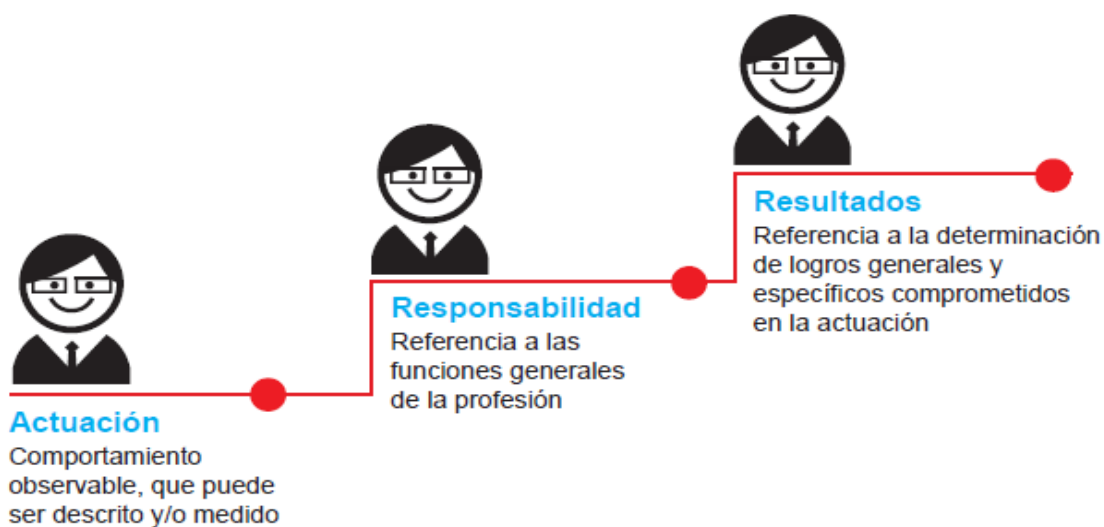 Actuación
Comportamiento
observable, que puede
ser descrito y/o medido
Responsabilidad
Referencia a las
funciones generales
de la profesión
Resultados
Referencia a la determinación
de logros generales y
específicos comprometidos
en la actuación